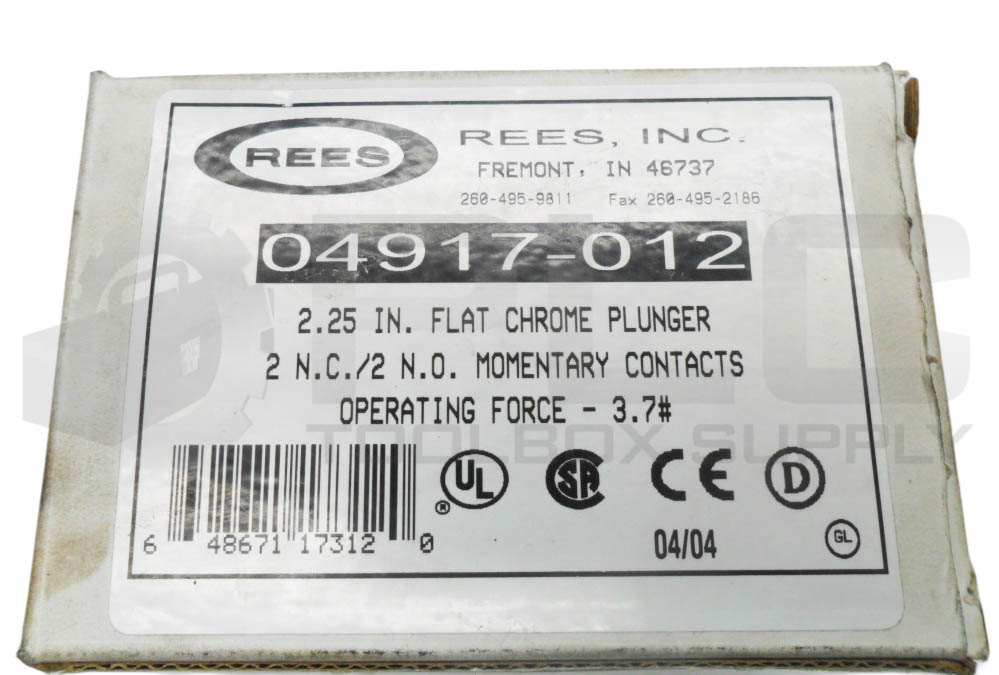 REES
REES, INC.
FREMONT, IN 46737
260-495-9811 Fax 260-495-2186
04917-012
2.25 IN. FLAT CHROME PLUNGER
2 N.C./2 N.O. MOMENTARY CONTACTS
OPERATING FORCE - 3.7#
PLC
TOOLBOX SUPPLY
UL ®
SA
CE
D
6 48671 17312 0
04/04
GL